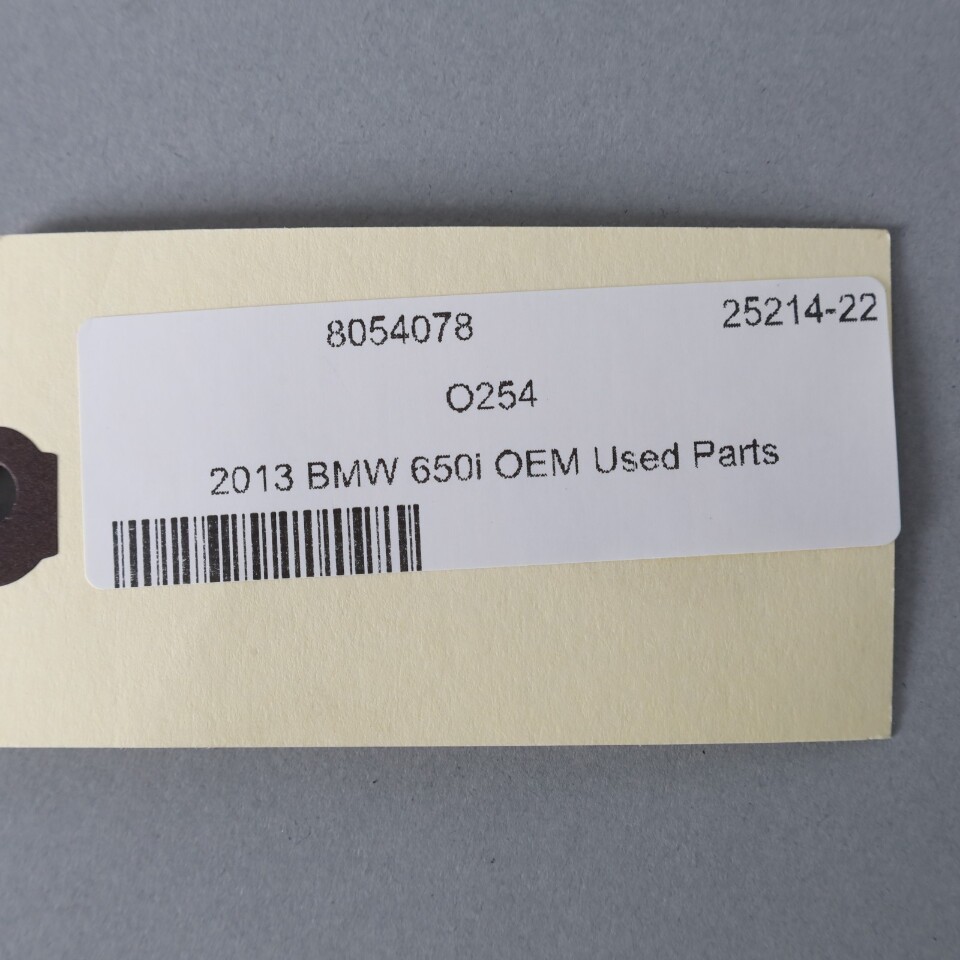 8054078 25214-22
O254
2013 BMW 650i OEM Used Parts